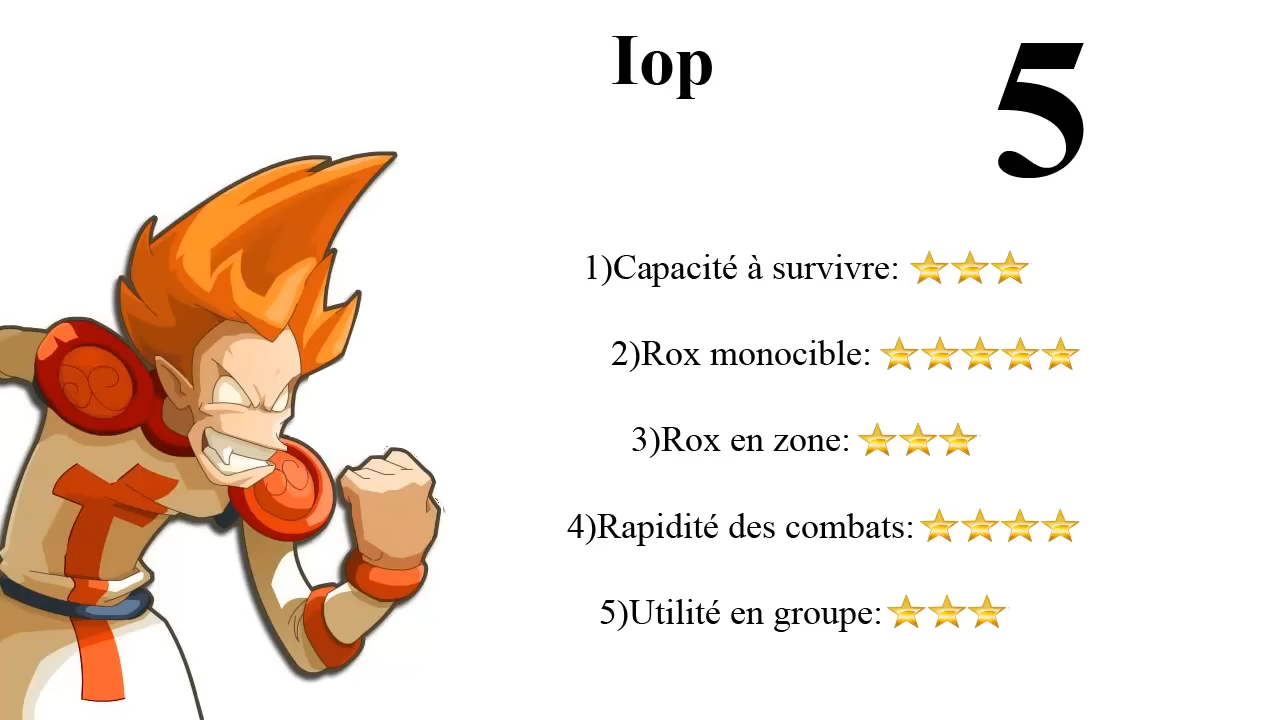 Iop
5
1)Capacité à survivre:
2)Rox monocible:
3)Rox en zone:
4)Rapidité des combats:
5)Utilité en groupe: